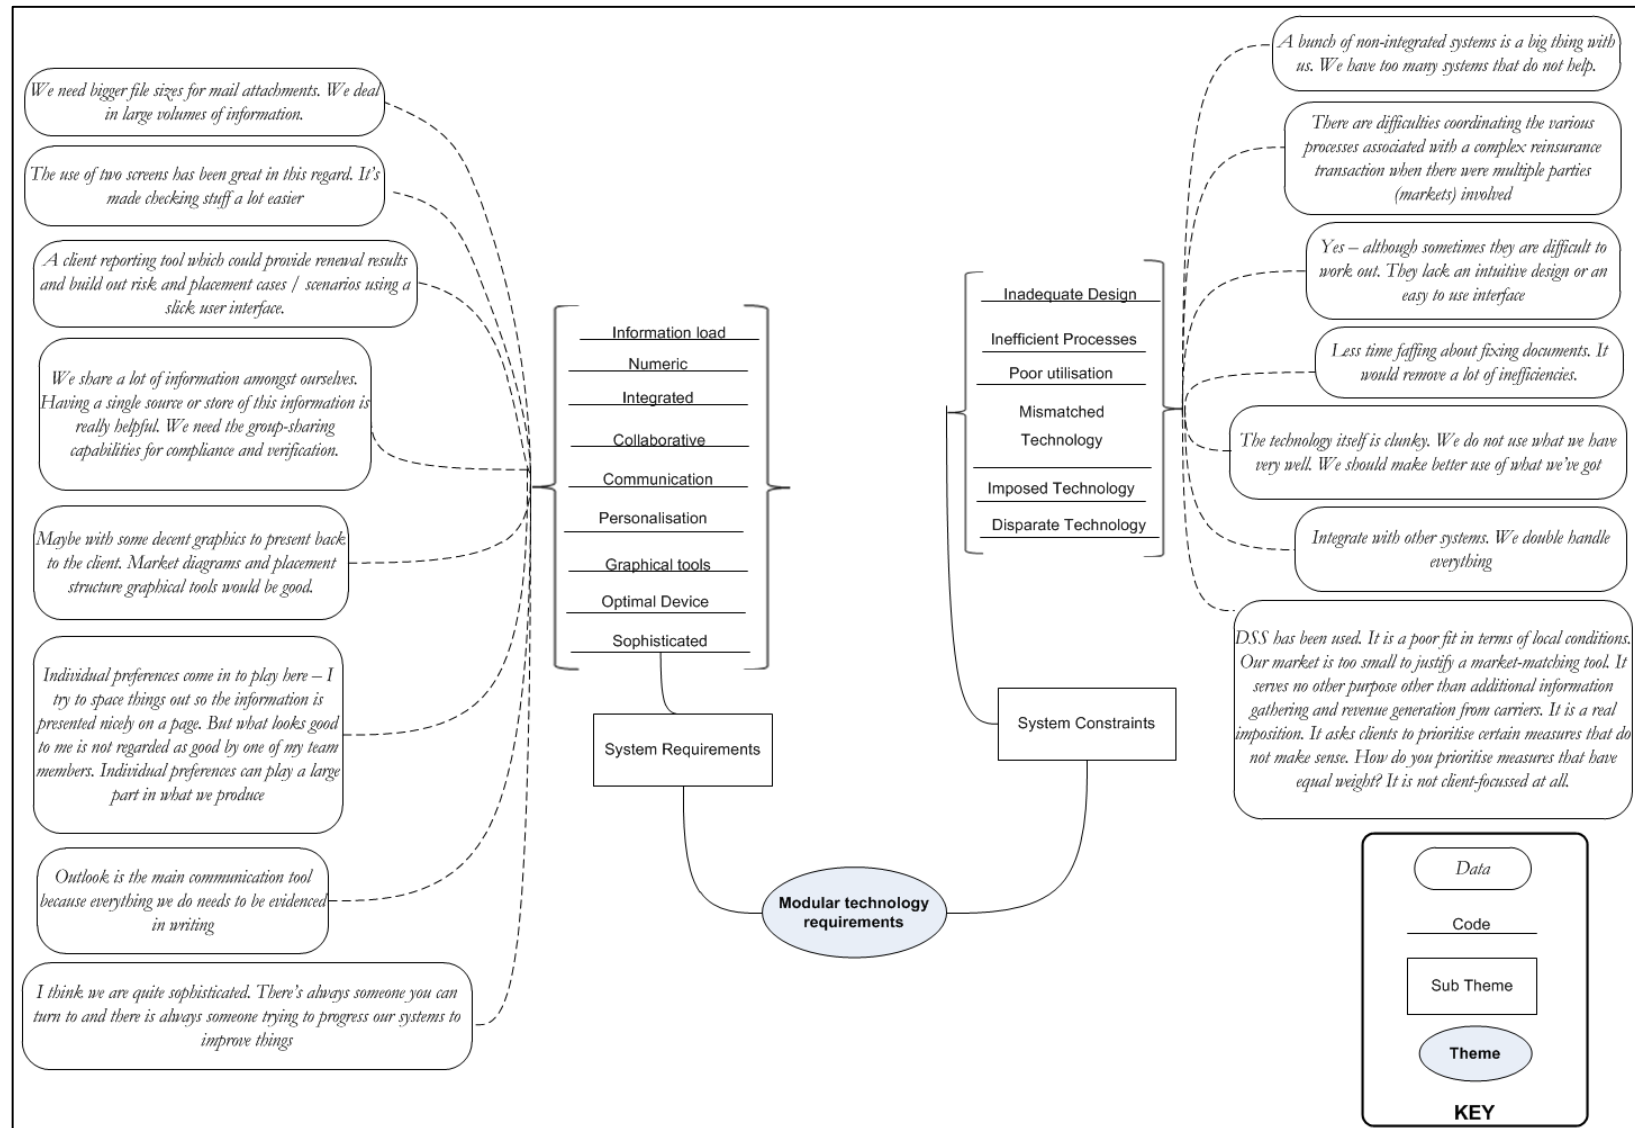 We need bigger file sizes for mail attachments. We deal
in large volumes of information.
The use of two screens has been great in this regard. It's
made checking stuff a lot easier
A client reporting tool which could provide renewal results
and build out risk and placement cases / scenarios using a
slick user interface.
We share a lot of information amongst ourselves.
Having a single source or store of this information is
really helpful. We need the group-sharing
capabilities for compliance and verification.
Maybe with some decent graphics to present back
to the client. Market diagrams and placement
structure graphical tools would be good.
Individual preferences come in to play here – I
try to space things out so the information is
presented nicely on a page. But what looks good
to me is not regarded as good by one of my team
members. Individual preferences can play a large
part in what we produce
Outlook is the main communication tool
because everything we do needs to be evidenced
in writing
I think we are quite sophisticated. There's always someone you can
turn to and there is always someone trying to progress our systems to
improve things
Information load
Numeric
Integrated
Collaborative
Communication
Personalisation
Graphical tools
Optimal Device
Sophisticated
System Requirements
Modular technology
requirements
Inadequate Design
Inefficient Processes
Poor utilisation
Mismatched
Technology
Imposed Technology
Disparate Technology
System Constraints
A bunch of non-integrated systems is a big thing with
us. We have too many systems that do not help.
There are difficulties coordinating the various
processes associated with a complex reinsurance
transaction when there were multiple parties
(markets) involved
Yes – although sometimes they are difficult to
work out. They lack an intuitive design or an
easy to use interface
Less time faffing about fixing documents. It
would remove a lot of inefficiencies.
The technology itself is clunky. We do not use what we have
very well. We should make better use of what we've got
Integrate with other systems. We double handle
everything
DSS has been used. It is a poor fit in terms of local conditions.
Our market is too small to justify a market-matching tool. It
serves no other purpose other than additional information
gathering and revenue generation from carriers. It is a real
imposition. It asks clients to prioritise certain measures that do
not make sense. How do you prioritise measures that have
equal weight? It is not client-focussed at all.
Data
Code
Sub Theme
Theme
KEY